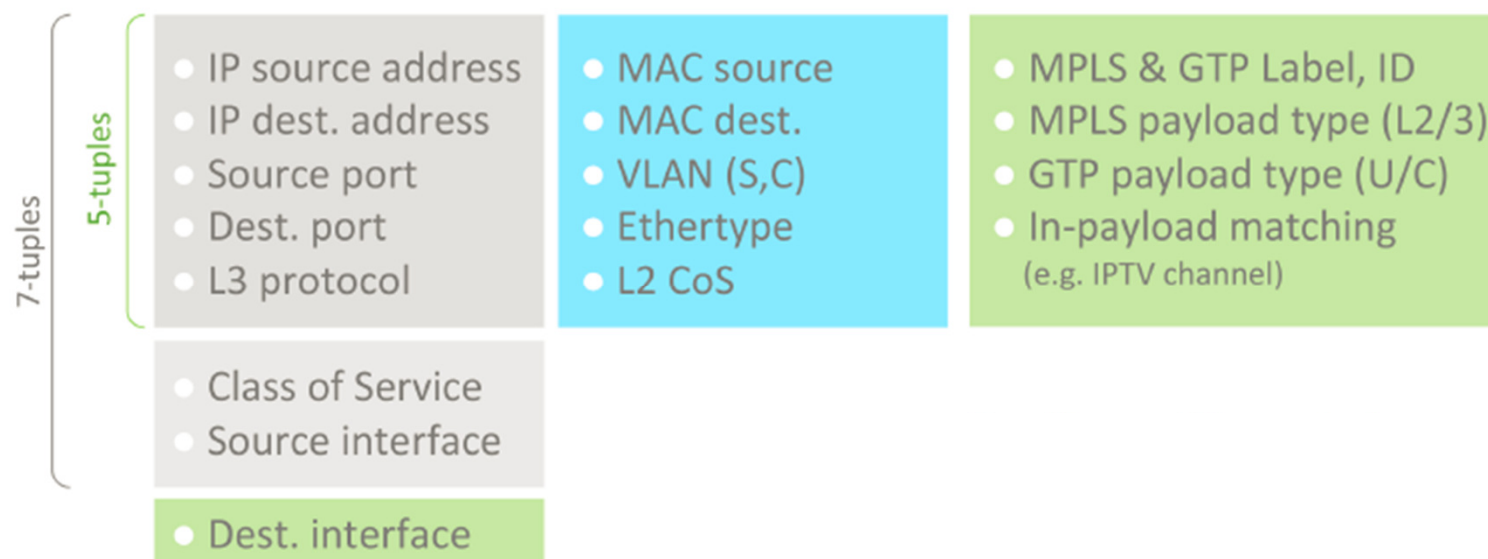 7-tuples
5-tuples
IP source address
IP dest. address
Source port
Dest. port
L3 protocol
Class of Service
Source interface
Dest. interface
MAC source
MAC dest.
VLAN (S,C)
Ethertype
L2 CoS
MPLS & GTP Label, ID
MPLS payload type (L2/3)
GTP payload type (U/C)
In-payload matching
(e.g. IPTV channel)